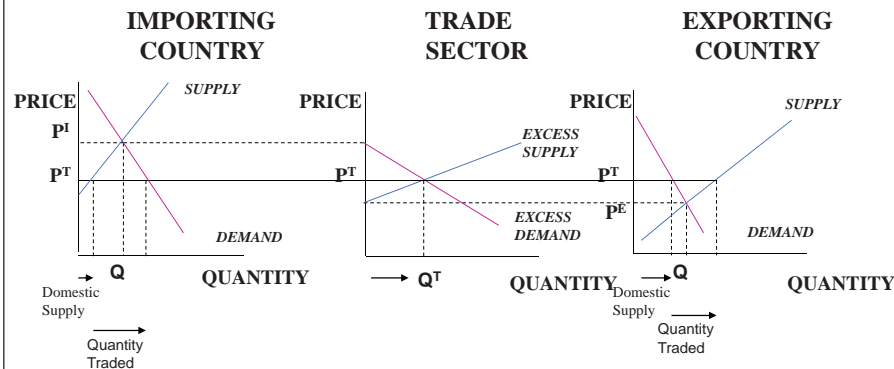 IMPORTING
COUNTRY
TRADE
SECTOR
EXPORTING
COUNTRY
PRICE
SUPPLY
P^I
P^T
DEMAND
Q
QUANTITY
Domestic
Supply
Quantity
Traded
PRICE
EXCESS
SUPPLY
P^T
EXCESS
DEMAND
Q^T
QUANTITY
PRICE
SUPPLY
P^T
P^E
DEMAND
Q
QUANTITY
Domestic
Supply
Quantity
Traded